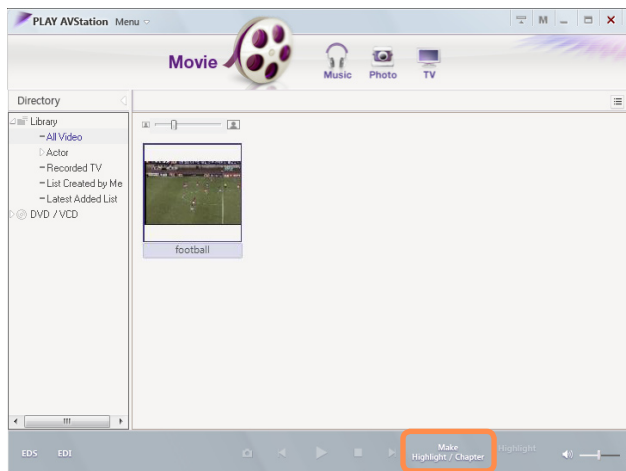 PLAY AVStation Menu
M
Movie
Music Photo TV
Directory
Library
All Video
Actor
Recorded TV
List Created by Me
Latest Added List
DVD / VCD
football
EDS EDI
Make
Highlight / Chapter
Highlight